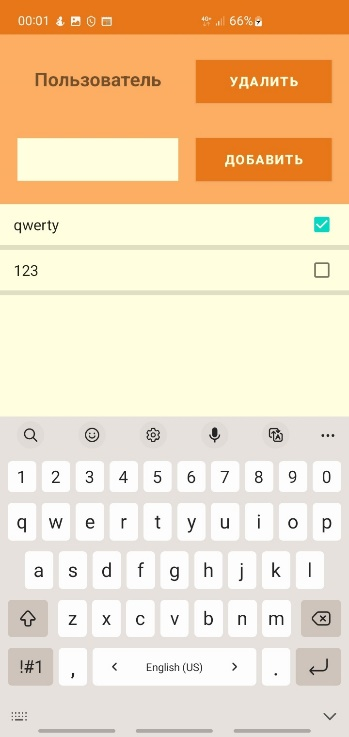 00:01 4G+ 66%
Пользователь
УДАЛИТЬ
ДОБАВИТЬ
qwerty
123
1 2 3 4 5 6 7 8 9 0
q w e r t y u i o p
a s d f g h j k l
z x c v b n m
!#1 , < English (US) > .